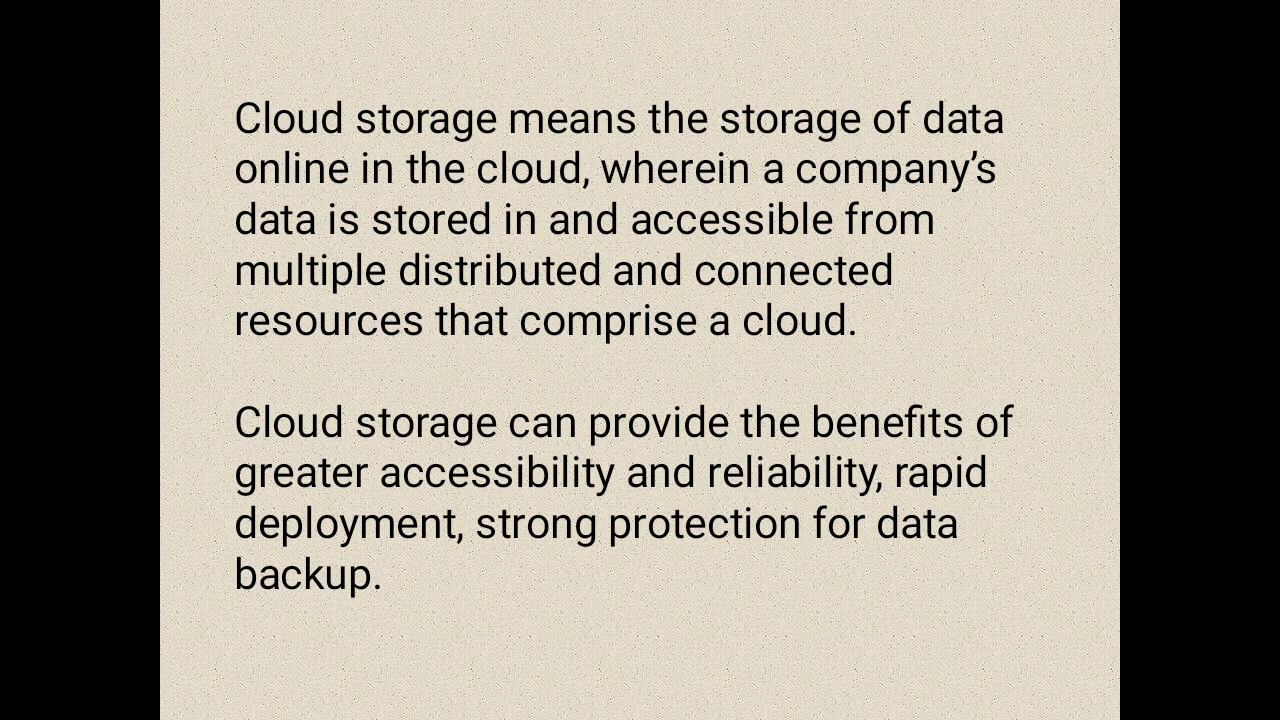 Cloud storage means the storage of data
online in the cloud, wherein a company’s
data is stored in and accessible from
multiple distributed and connected
resources that comprise a cloud.
Cloud storage can provide the benefits of
greater accessibility and reliability, rapid
deployment, strong protection for data
backup.